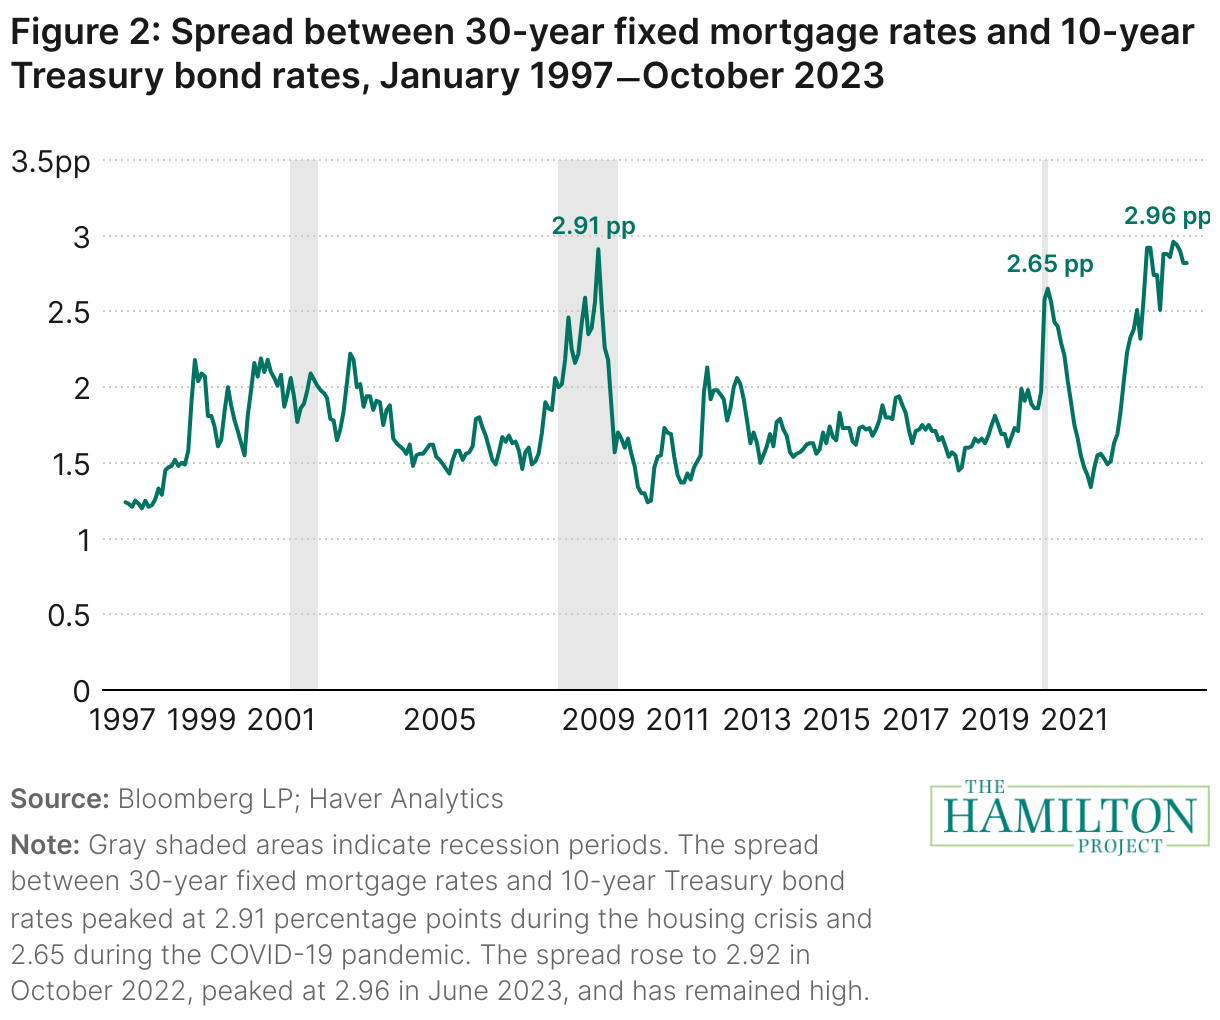 Figure 2: Spread between 30-year fixed mortgage rates and 10-year
Treasury bond rates, January 1997—October 2023
3.5pp
3
2.5
2
1.5
1
0.5
0
2.91 pp
2.65 pp
2.96 pp
1997 1999 2001 2005 2009 2011 2013 2015 2017 2019 2021
Source: Bloomberg LP; Haver Analytics
Note: Gray shaded areas indicate recession periods. The spread
between 30-year fixed mortgage rates and 10-year Treasury bond
rates peaked at 2.91 percentage points during the housing crisis and
2.65 during the COVID-19 pandemic. The spread rose to 2.92 in
October 2022, peaked at 2.96 in June 2023, and has remained high.
THE
HAMILTON
PROJECT